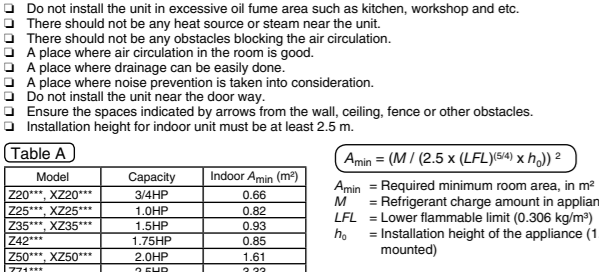 ❑ Do not install the unit in excessive oil fume area such as kitchen, workshop and etc.
❑ There should not be any heat source or steam near the unit.
❑ There should not be any obstacles blocking the air circulation.
❑ A place where air circulation in the room is good.
❑ A place where drainage can be easily done.
❑ A place where noise prevention is taken into consideration.
❑ Do not install the unit near the door way.
❑ Ensure the spaces indicated by arrows from the wall, ceiling, fence or other obstacles.
❑ Installation height for indoor unit must be at least 2.5 m.
Table A
Model Capacity Indoor Amin (m²)
Z20***, XZ20*** 3/4HP 0.66
Z25***, XZ25*** 1.0HP 0.82
Z35***, XZ35*** 1.5HP 0.93
Z42*** 1.75HP 0.85
Z50***, XZ50*** 2.0HP 1.61
Z71*** 2.5HP 3.33
Amin = (M / (2.5 x (LFL)(5/4) x h0)) ²
Amin = Required minimum room area, in m²
M = Refrigerant charge amount in applian
LFL = Lower flammable limit (0.306 kg/m³)
h0 = Installation height of the appliance (1
mounted)